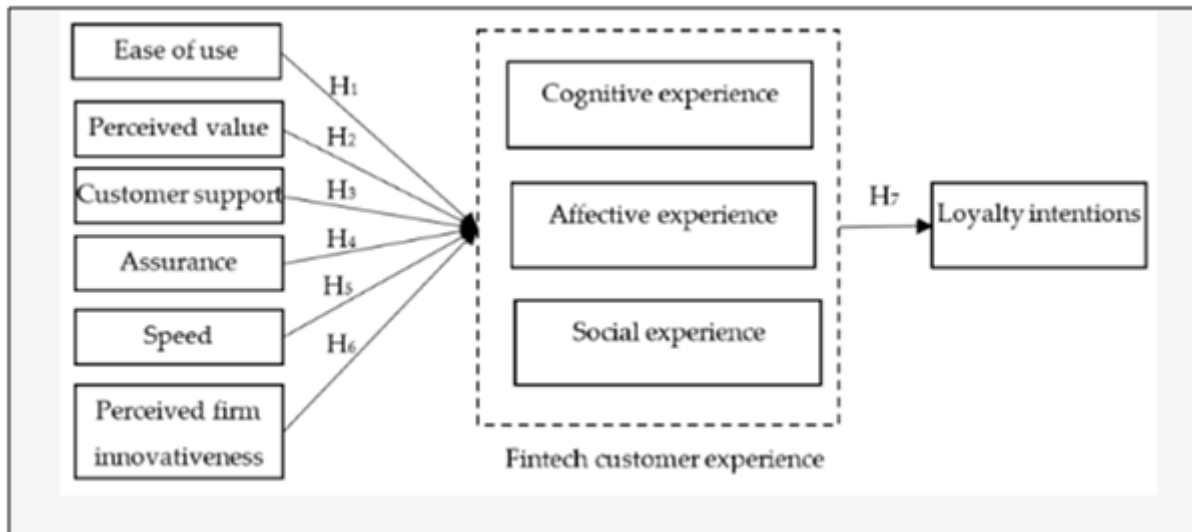 Ease of use
H1
Perceived value
H2
Customer support
H3
Assurance
H4
Speed
H5
Perceived firm
innovativeness
H6
Cognitive experience
Affective experience
Social experience
Fintech customer experience
H7
Loyalty intentions